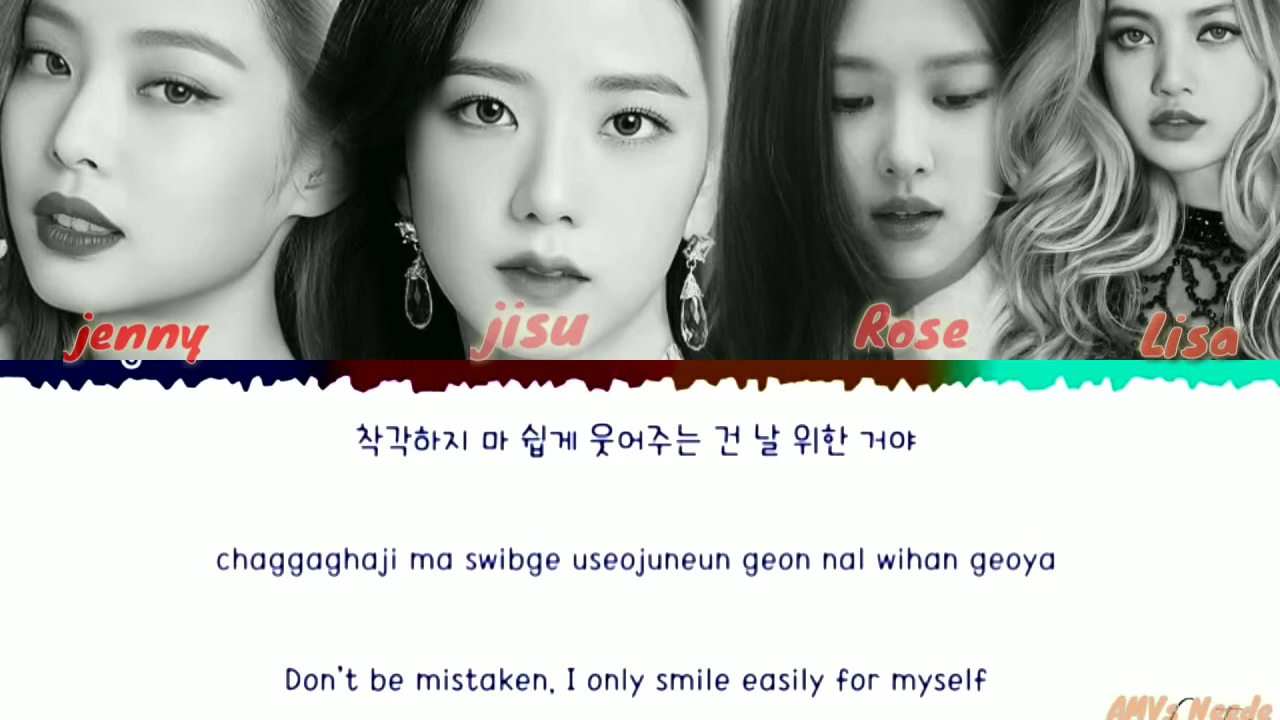 jenny jisu Rose Lisa
착각하지 마 쉽게 웃어주는 건 날 위한 거야
chaggaghaji ma swibge useojuneun geon nal wihan geoya
Don't be mistaken, I only smile easily for myself
AMVs